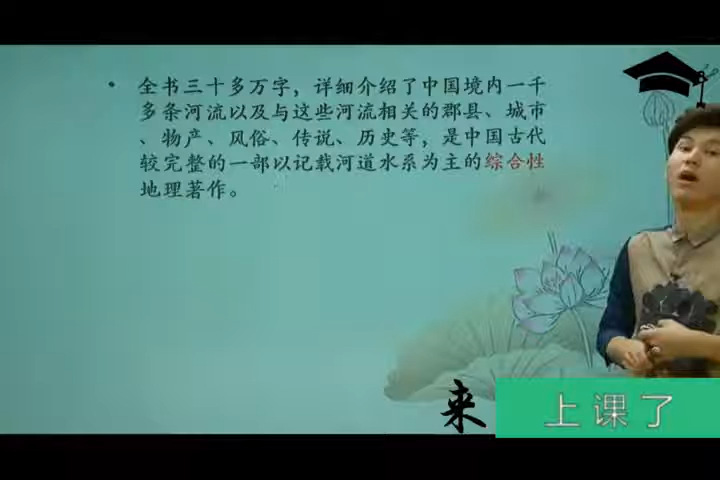 • 全书三十多万字，详细介绍了中国境内一千
多条河流以及与这些河流相关的郡县、城市
、物产、风俗、传说、历史等，是中国古代
较完整的一部以记载河道水系为主的综合性
地理著作。
来 上课了